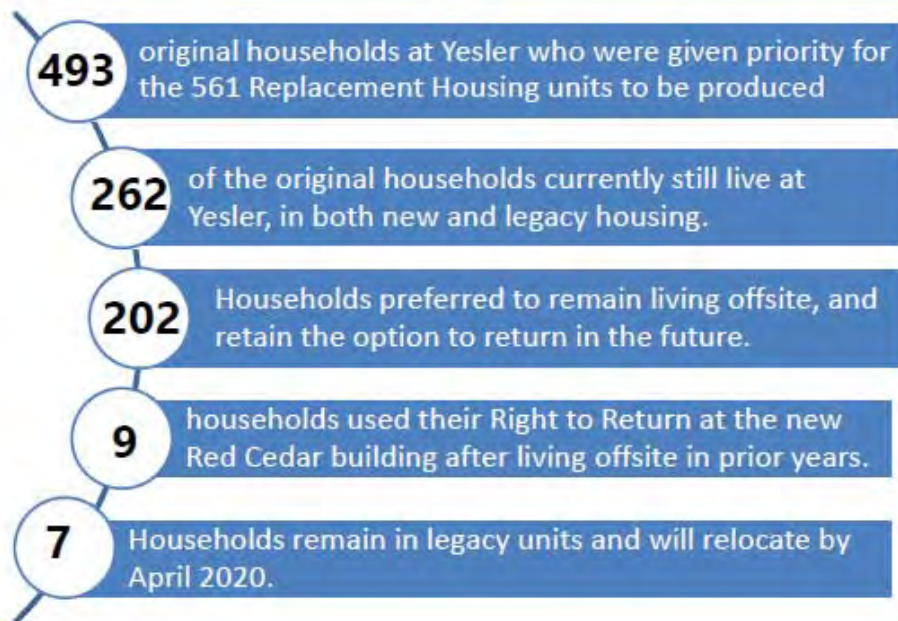 493
original households at Yesler who were given priority for
the 561 Replacement Housing units to be produced
262
of the original households currently still live at
Yesler, in both new and legacy housing.
202
Households preferred to remain living offsite, and
retain the option to return in the future.
9
households used their Right to Return at the new
Red Cedar building after living offsite in prior years.
7
Households remain in legacy units and will relocate by
April 2020.